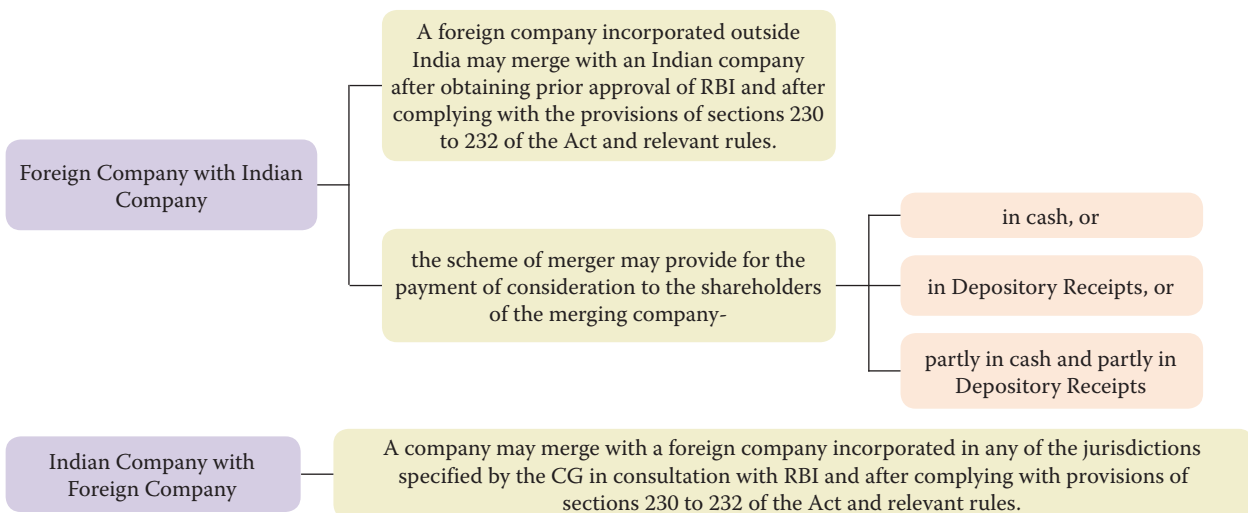 Foreign Company with Indian
Company
A foreign company incorporated outside
India may merge with an Indian company
after obtaining prior approval of RBI and after
complying with the provisions of sections 230
to 232 of the Act and relevant rules.
the scheme of merger may provide for the
payment of consideration to the shareholders
of the merging company-
in cash, or
in Depository Receipts, or
partly in cash and partly in
Depository Receipts
Indian Company with
Foreign Company
A company may merge with a foreign company incorporated in any of the jurisdictions
specified by the CG in consultation with RBI and after complying with provisions of
sections 230 to 232 of the Act and relevant rules.